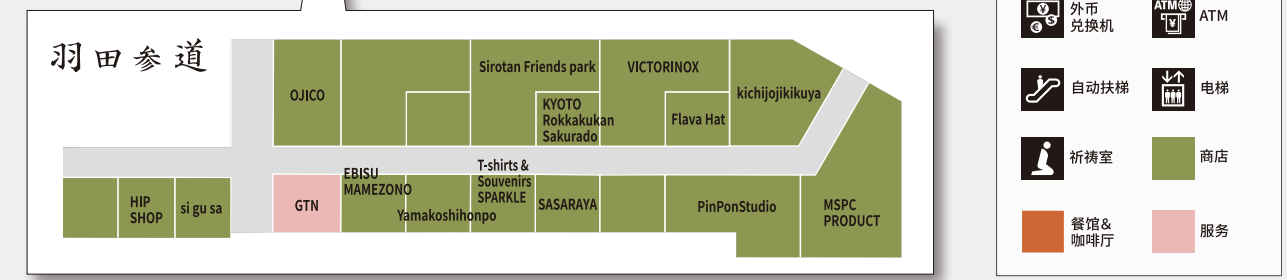 羽田参道
OJICO
Sirotan Friends park
VICTORINOX
kichijojikikuya
KYOTO
Rokkakukan
Sakurado
Flava Hat
HIP
SHOP
si gu sa
GTN
EBISU
MAMEZONO
Yamakoshihonpo
T-shirts &
Souvenirs
SPARKLE
SASARAYA
PinPonStudio
MSPC
PRODUCT
外币
兑换机
ATM
ATM
自动扶梯
电梯
祈祷室
商店
餐馆&
咖啡厅
服务